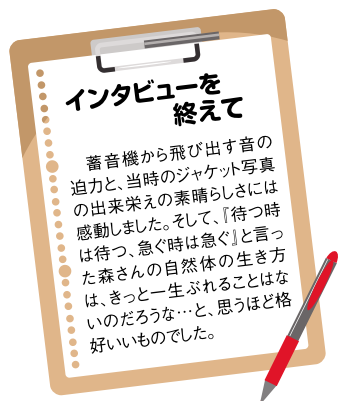 インタビューを
終えて
蓄音機から飛び出す音の
迫力と、当時のジャケット写真
の出来栄えの素晴らしさには
感動しました。そして、『待つ時
は待つ、急ぐ時は急ぐ』と言っ
た森さんの自然体の生き方
は、きっと一生ぶれることはな
いのだろうな…と、思うほど格
好いいものでした。